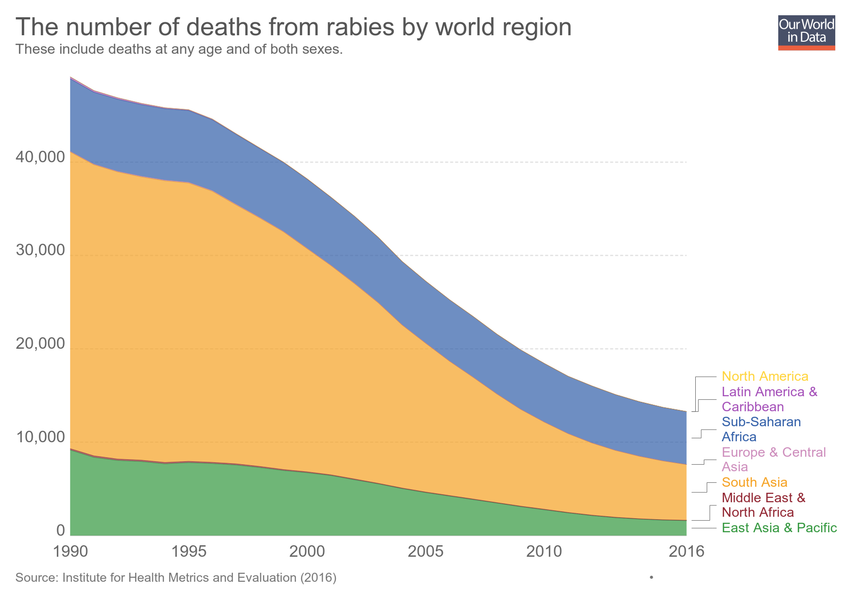 The number of deaths from rabies by world region
These include deaths at any age and of both sexes.
Our World
in Data
40,000
30,000
20,000
10,000
0
1990
1995
2000
2005
2010
2016
North America
Latin America &
Caribbean
Sub-Saharan
Africa
Europe & Central
Asia
South Asia
Middle East &
North Africa
East Asia & Pacific
Source: Institute for Health Metrics and Evaluation (2016)